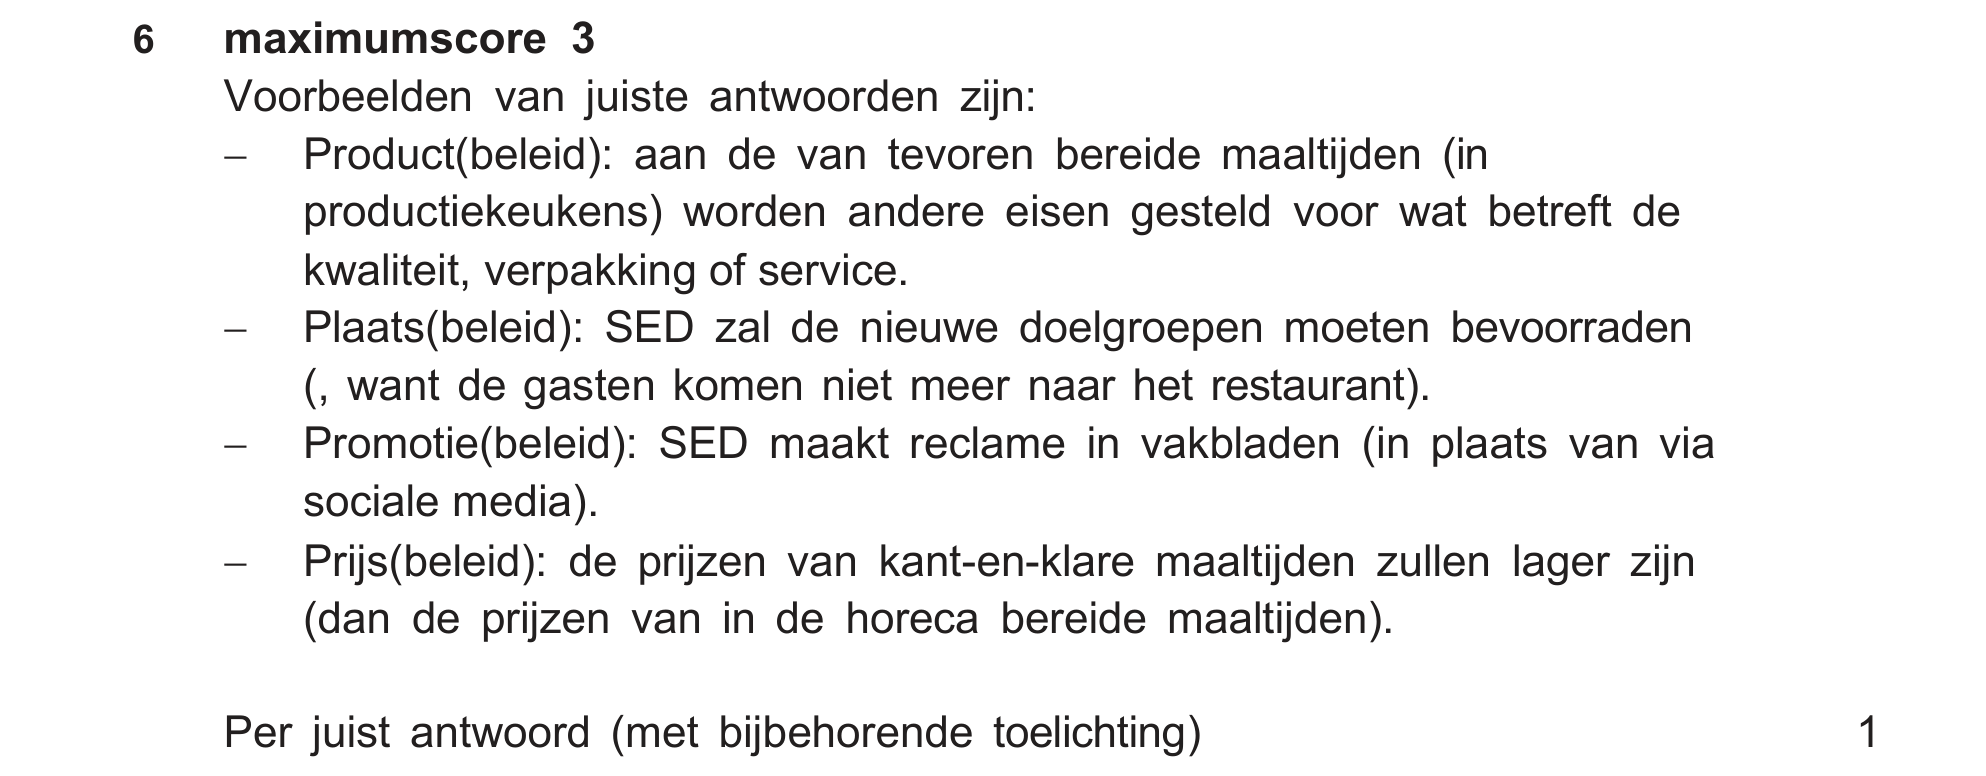 6 maximumscore 3
Voorbeelden van juiste antwoorden zijn:
− Product(beleid): aan de van tevoren bereide maaltijden (in
productiekeukens) worden andere eisen gesteld voor wat betreft de
kwaliteit, verpakking of service.
− Plaats(beleid): SED zal de nieuwe doelgroepen moeten bevoorraden
(, want de gasten komen niet meer naar het restaurant).
− Promotie(beleid): SED maakt reclame in vakbladen (in plaats van via
sociale media).
− Prijs(beleid): de prijzen van kant-en-klare maaltijden zullen lager zijn
(dan de prijzen van in de horeca bereide maaltijden).
Per juist antwoord (met bijbehorende toelichting) 1